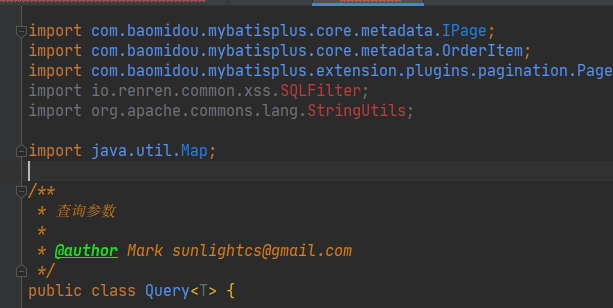 import com.baomidou.mybatisplus.core.metadata.IPage;
import com.baomidou.mybatisplus.core.metadata.OrderItem;
import com.baomidou.mybatisplus.extension.plugins.pagination.Page
import io.renren.common.xss.SQLFilter;
import org.apache.commons.lang.StringUtils;
import java.util.Map;
/**
* 查询参数
*
* @author Mark sunlightcs@gmail.com
*/
public class Query<T> {